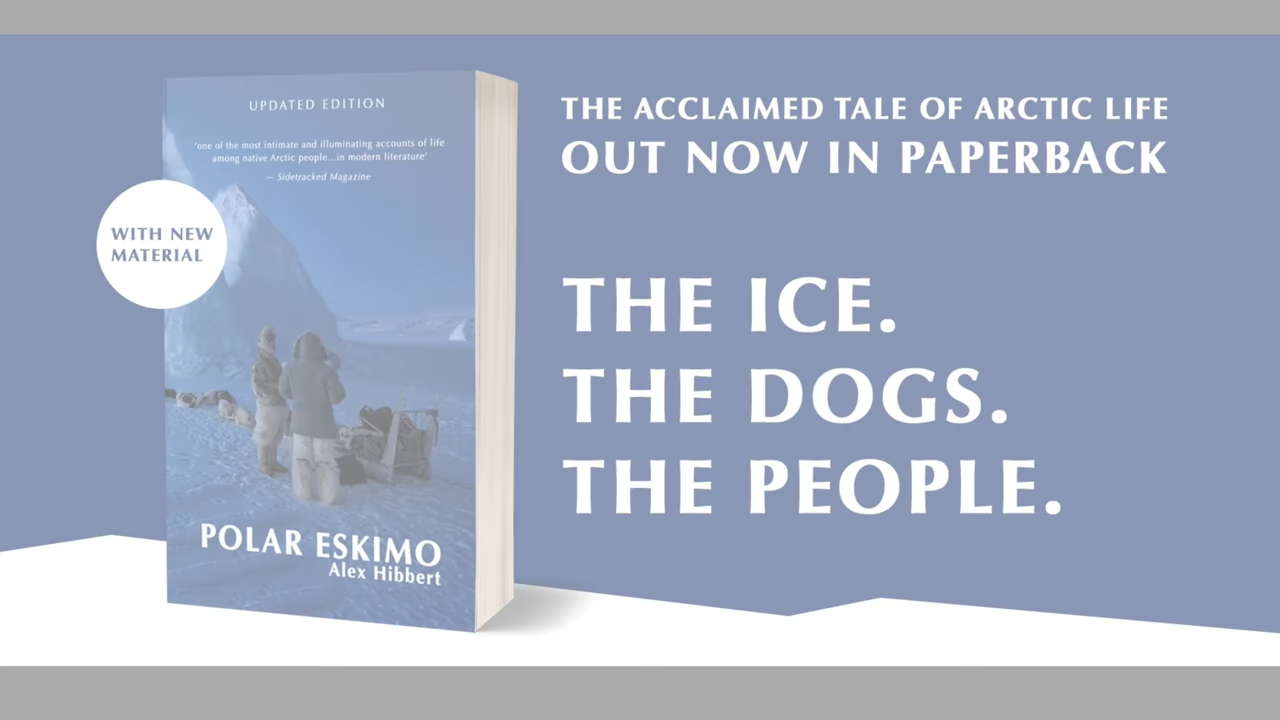 UPDATED EDITION
'one of the most intimate and illuminating accounts of life
among native Arctic people...in modern literature'
— Sidetracked Magazine
WITH NEW
MATERIAL
POLAR ESKIMO
Alex Hibbert
THE ACCLAIMED TALE OF ARCTIC LIFE
OUT NOW IN PAPERBACK
THE ICE.
THE DOGS.
THE PEOPLE.